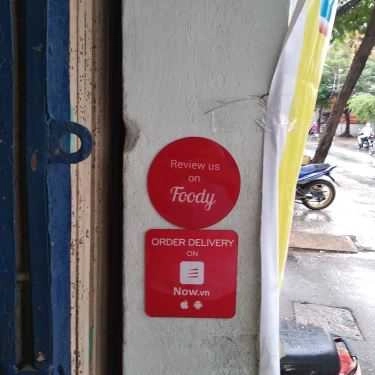 Review us
on
Foody
ORDER DELIVERY
ON
Now.vn